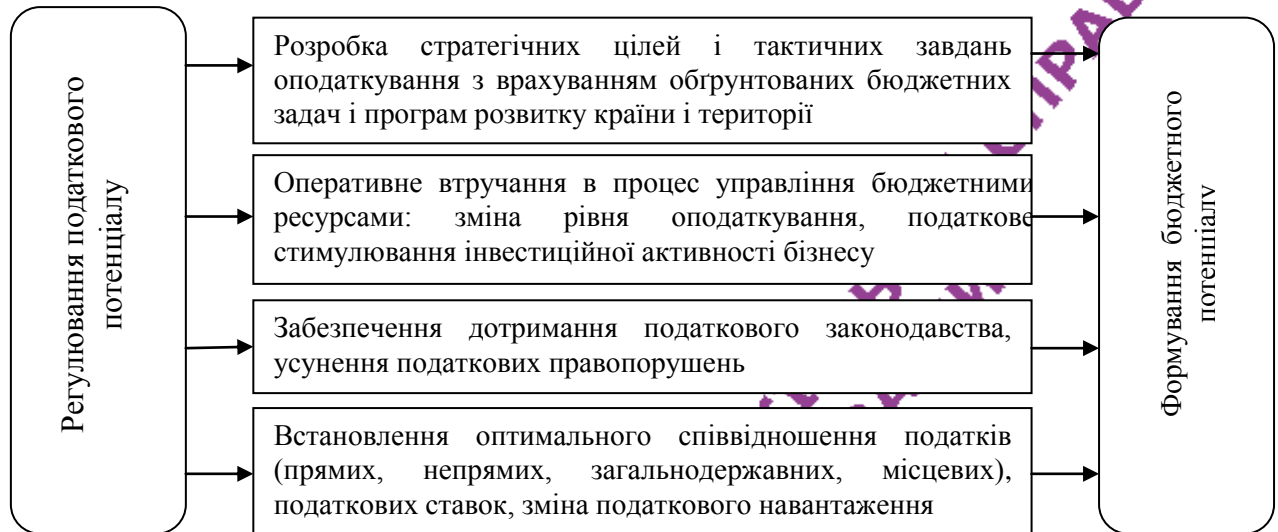 Регулювання податкового
потенціалу
Розробка стратегічних цілей і тактичних завдань
оподаткування з врахуванням обґрунтованих бюджетних
задач і програм розвитку країни і території
Оперативне втручання в процес управління бюджетними
ресурсами: зміна рівня оподаткування, податкове
стимулювання інвестиційної активності бізнесу
Забезпечення дотримання податкового законодавства,
усунення податкових правопорушень
Встановлення оптимального співвідношення податків
(прямих, непрямих, загальнодержавних, місцевих),
податкових ставок, зміна податкового навантаження
Формування бюджетного
потенціалу